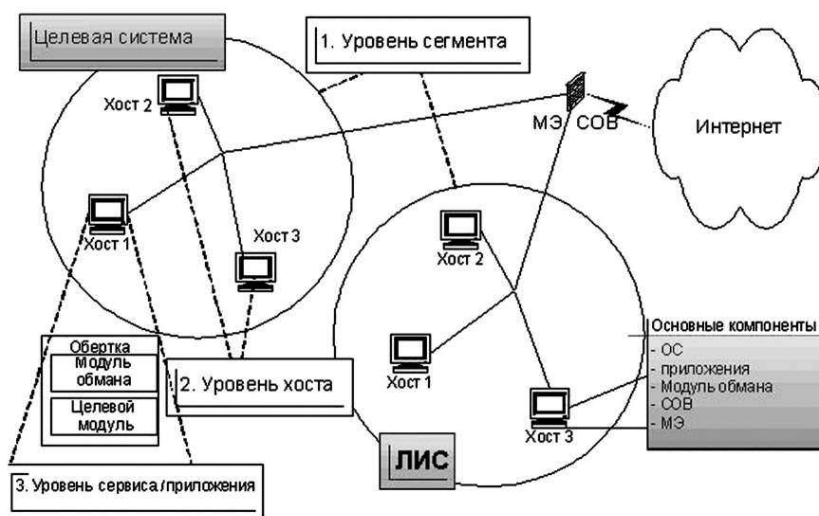 Целевая система
1. Уровень сегмента
Хост 2
МЭ СОВ
Интернет
Хост 1
Хост 3
Хост 2
Обертка
Модуль
обмана
Целевой
модуль
2. Уровень хоста
Хост 1
Основные компоненты
- ОС
- приложения
- Модуль обмана
- СОВ
- МЭ
Хост 3
ЛИС
3. Уровень сервиса/приложения